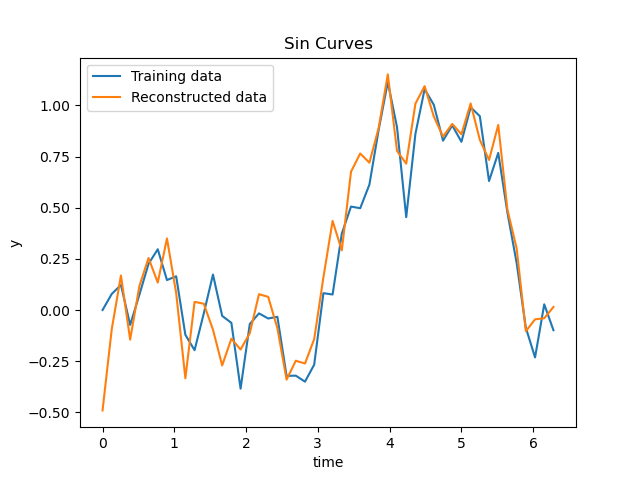 Sin Curves
Training data
Reconstructed data
1.00
0.75
0.50
0.25
0.00
−0.25
−0.50
y
0 1 2 3 4 5 6
time